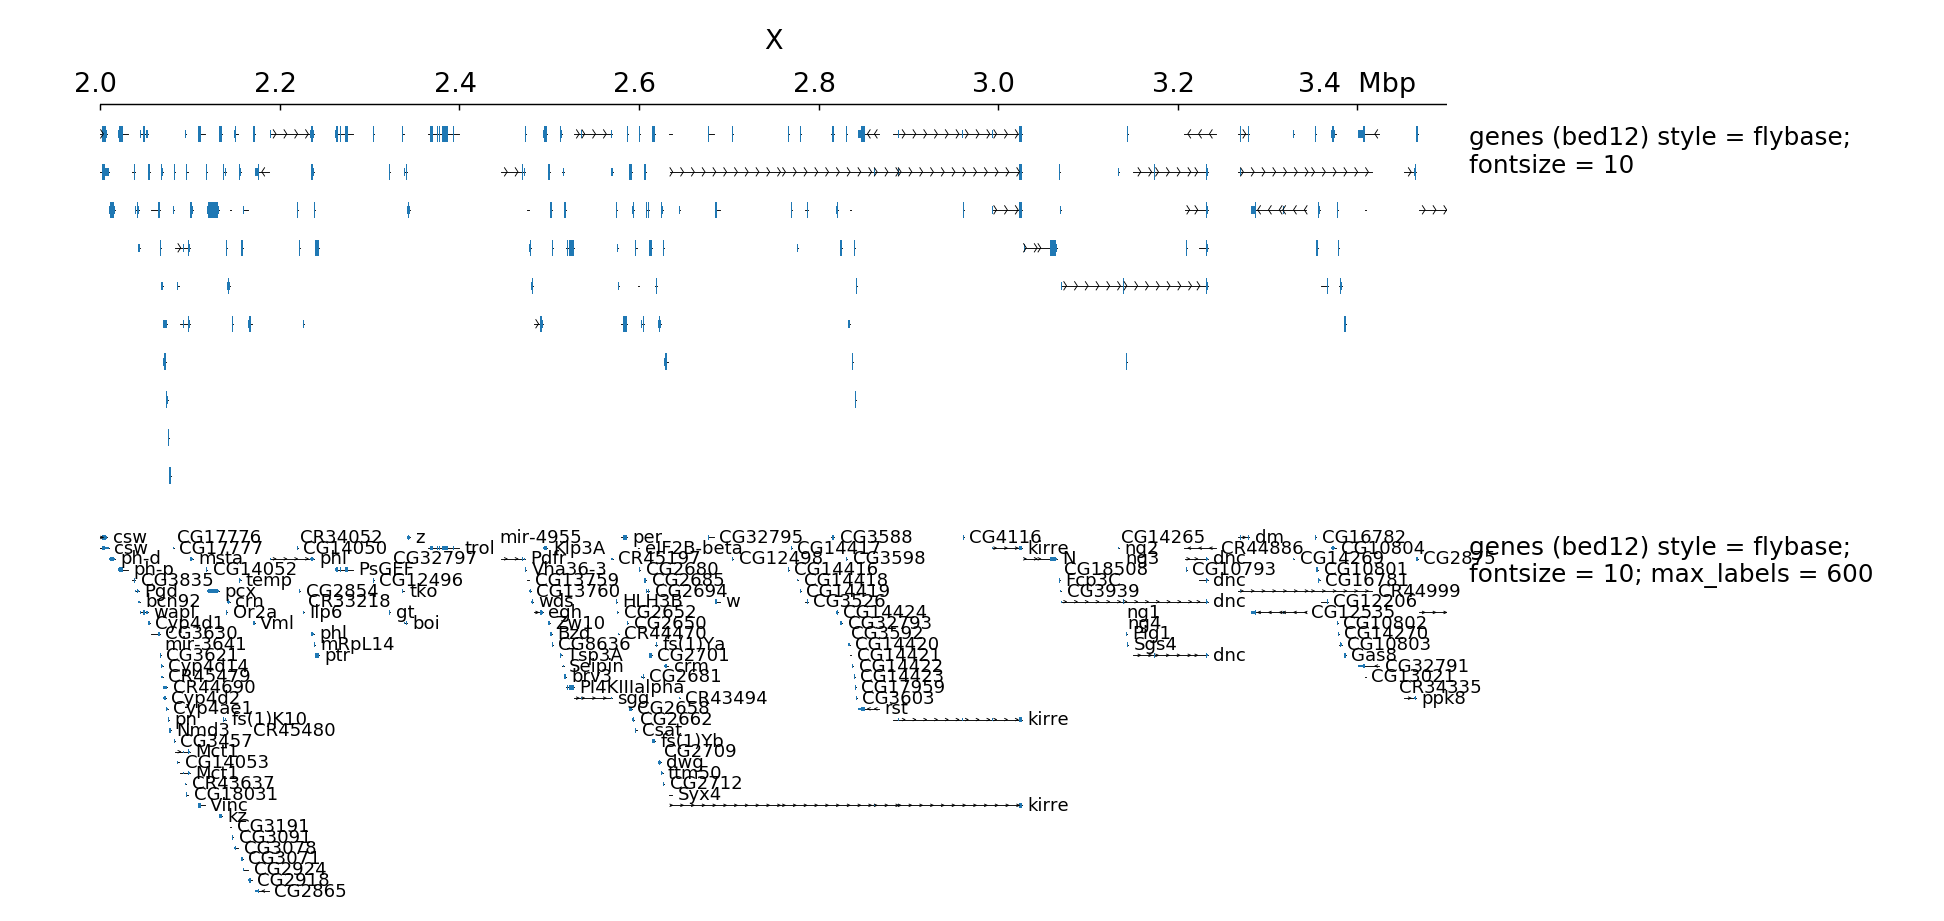 X
2.0 2.2 2.4 2.6 2.8 3.0 3.2 3.4 Mbp
genes (bed12) style = flybase;
fontsize = 10
csw CG17776 CR34052 z mir-4955 per CG32795 CG3588 CG4116 CG14265 dm CG16782
csw CG17777 CG14050 trol Klp3A eIF2B-beta CG14417 kirre ng2 CR44886 CG10804
genes (bed12) style = flybase;
ph-d msta phl CG32797 Pdfr CR45197 CG12498 CG3598 N ng3 dnc CG14269 CG2875
ph-p CG14052 PsGEF Vha36-3 CG2680 CG14416 CG18508 CG10793 CG10801
fontsize = 10; max_labels = 600
CG3835 temp CG12496 CG13759 CG2685 CG14418 Fcp3C dnc CG16781
Pgd pcx CG2854 tko CG13760 CG2694 CG14419 CG3939 CR44999
bcn92 crn CR33218 wds HLH3B w CG3526 dnc CG12206
wapl Or2a Ilp6 gt egh CG2652 CG14424 ng1 CG12535
Cyp4d1 Vml boi Zw10 CG2650 CG32793 ng4 CG10802
CG3630 phl Bzd CR44470 CG3592 Pig1 CG14270
mir-3641 mRpL14 CG8636 fs(1)Ya CG14420 Sgs4 CG10803
CG3621 ptr Tsp3A CG2701 CG14421 dnc Gas8
Cyp4d14 Seipin crm CG14422 CG32791
CR45479 brv3 CG2681 CG14423 CG13021
CR44690 PI4KIIIalpha CG17959 CR34335
Cyp4d2 sgg CR43494 CG3603 ppk8
Cyp4ae1 CG2658 rst
pn fs(1)K10 CG2662 kirre
Nmd3 CR45480 Csat
CG3457 fs(1)Yb
Mct1 CG2709
CG14053 dwg
Mct1 ttm50
CR43637 CG2712
CG18031 Syx4
Vinc kirre
kz
CG3191
CG3091
CG3078
CG3071
CG2924
CG2918
CG2865